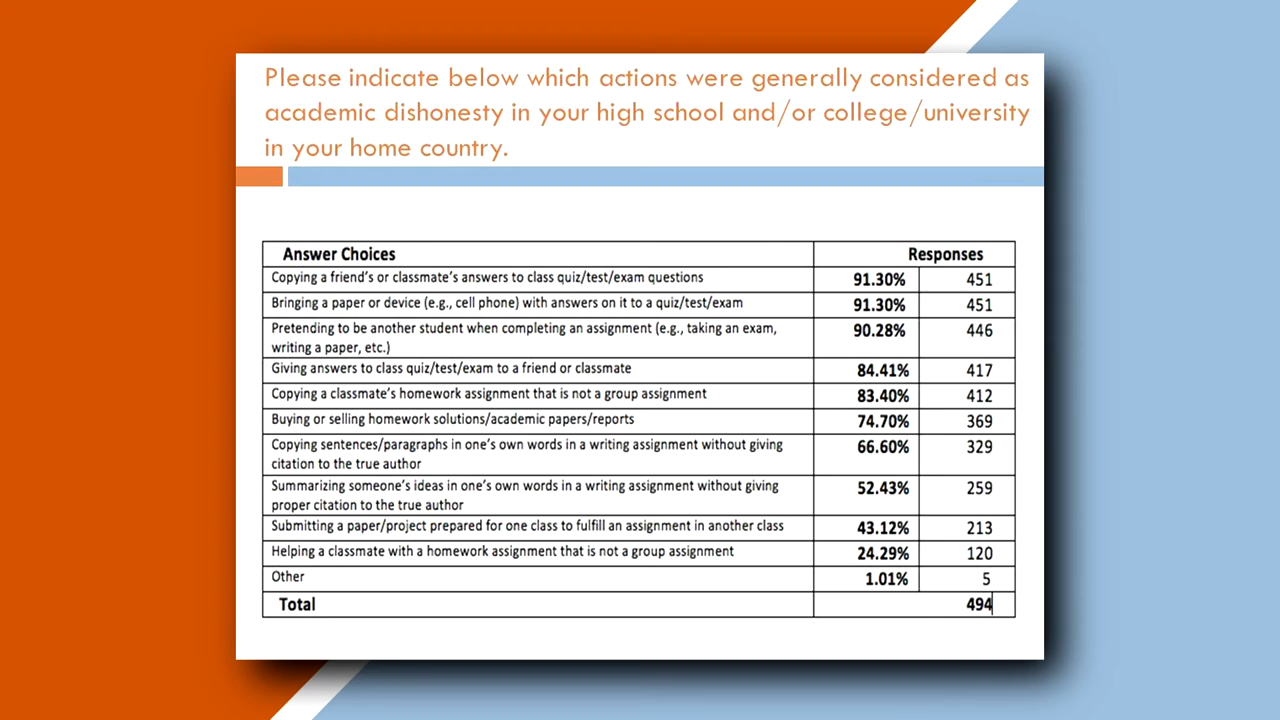 Please indicate below which actions were generally considered as
academic dishonesty in your high school and/or college/university
in your home country.
Answer Choices Responses
Copying a friend's or classmate's answers to class quiz/test/exam questions 91.30% 451
Bringing a paper or device (e.g., cell phone) with answers on it to a quiz/test/exam 91.30% 451
Pretending to be another student when completing an assignment (e.g., taking an exam, 90.28% 446
writing a paper, etc.)
Giving answers to class quiz/test/exam to a friend or classmate 84.41% 417
Copying a classmate's homework assignment that is not a group assignment 83.40% 412
Buying or selling homework solutions/academic papers/reports 74.70% 369
Copying sentences/paragraphs in one's own words in a writing assignment without giving 66.60% 329
citation to the true author
Summarizing someone's ideas in one's own words in a writing assignment without giving 52.43% 259
proper citation to the true author
Submitting a paper/project prepared for one class to fulfill an assignment in another class 43.12% 213
Helping a classmate with a homework assignment that is not a group assignment 24.29% 120
Other 1.01% 5
Total 494